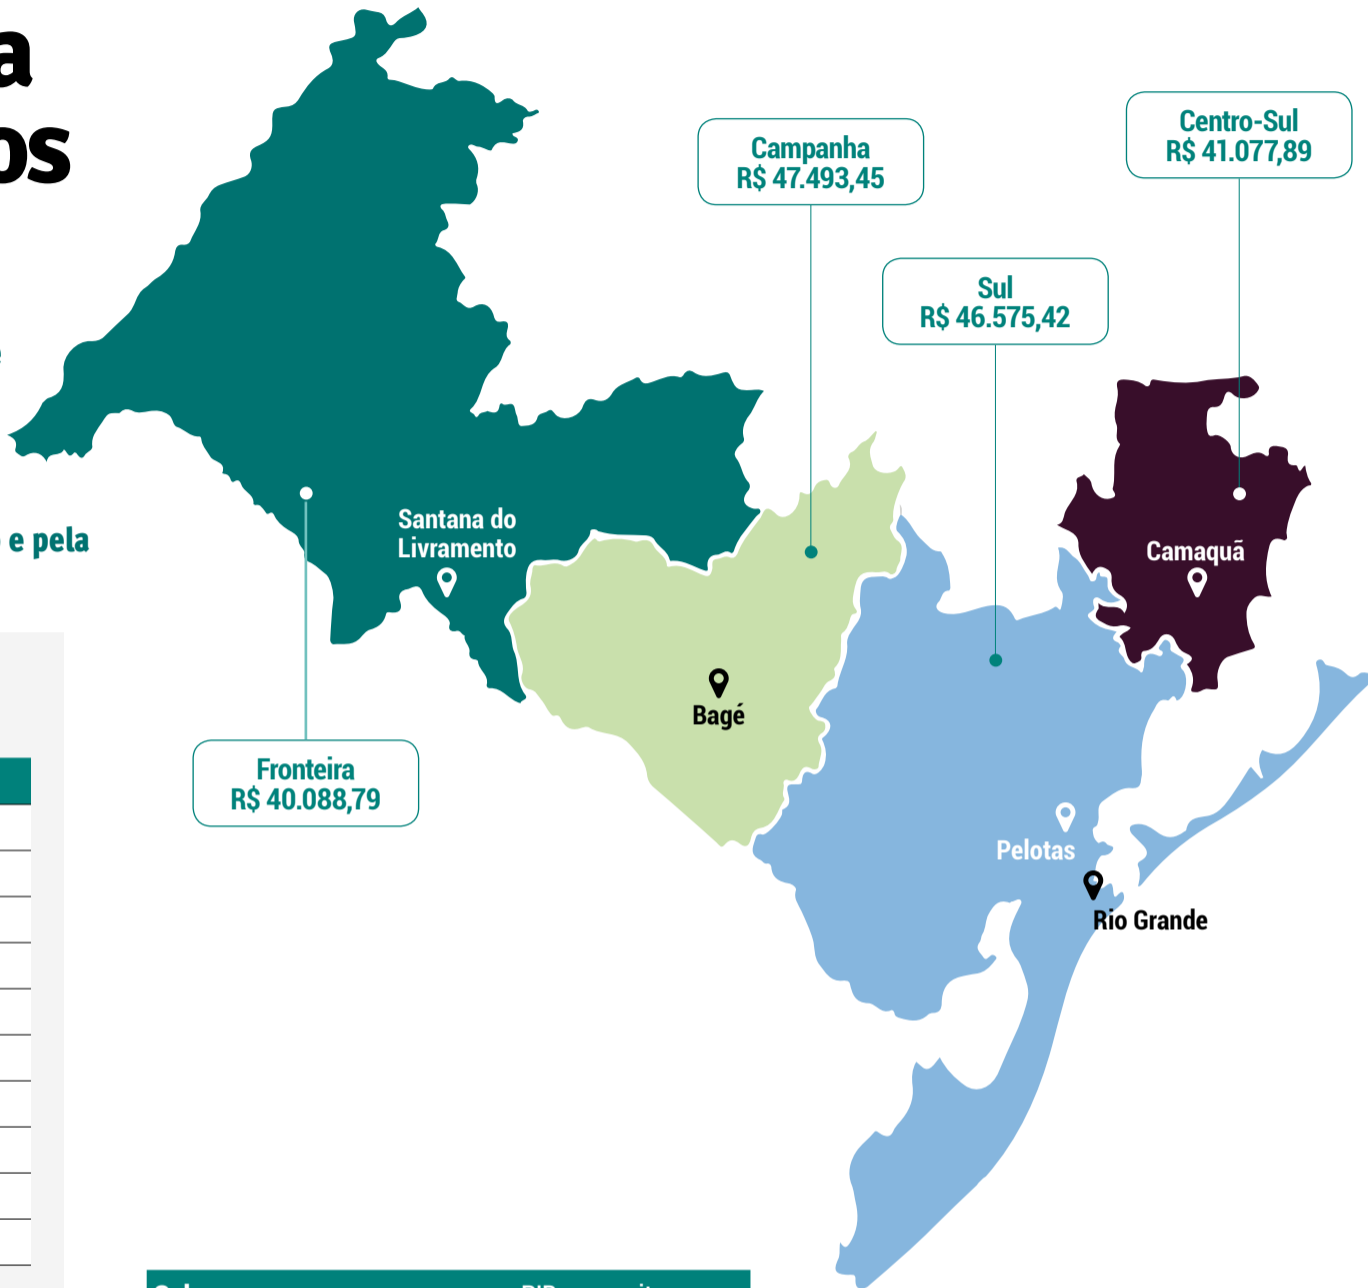 a
os
e pela
Campanha
R$ 47.493,45
Centro-Sul
R$ 41.077,89
Sul
R$ 46.575,42
Santana do
Livramento
Camaquã
Bagé
Fronteira
R$ 40.088,79
Pelotas
Rio Grande